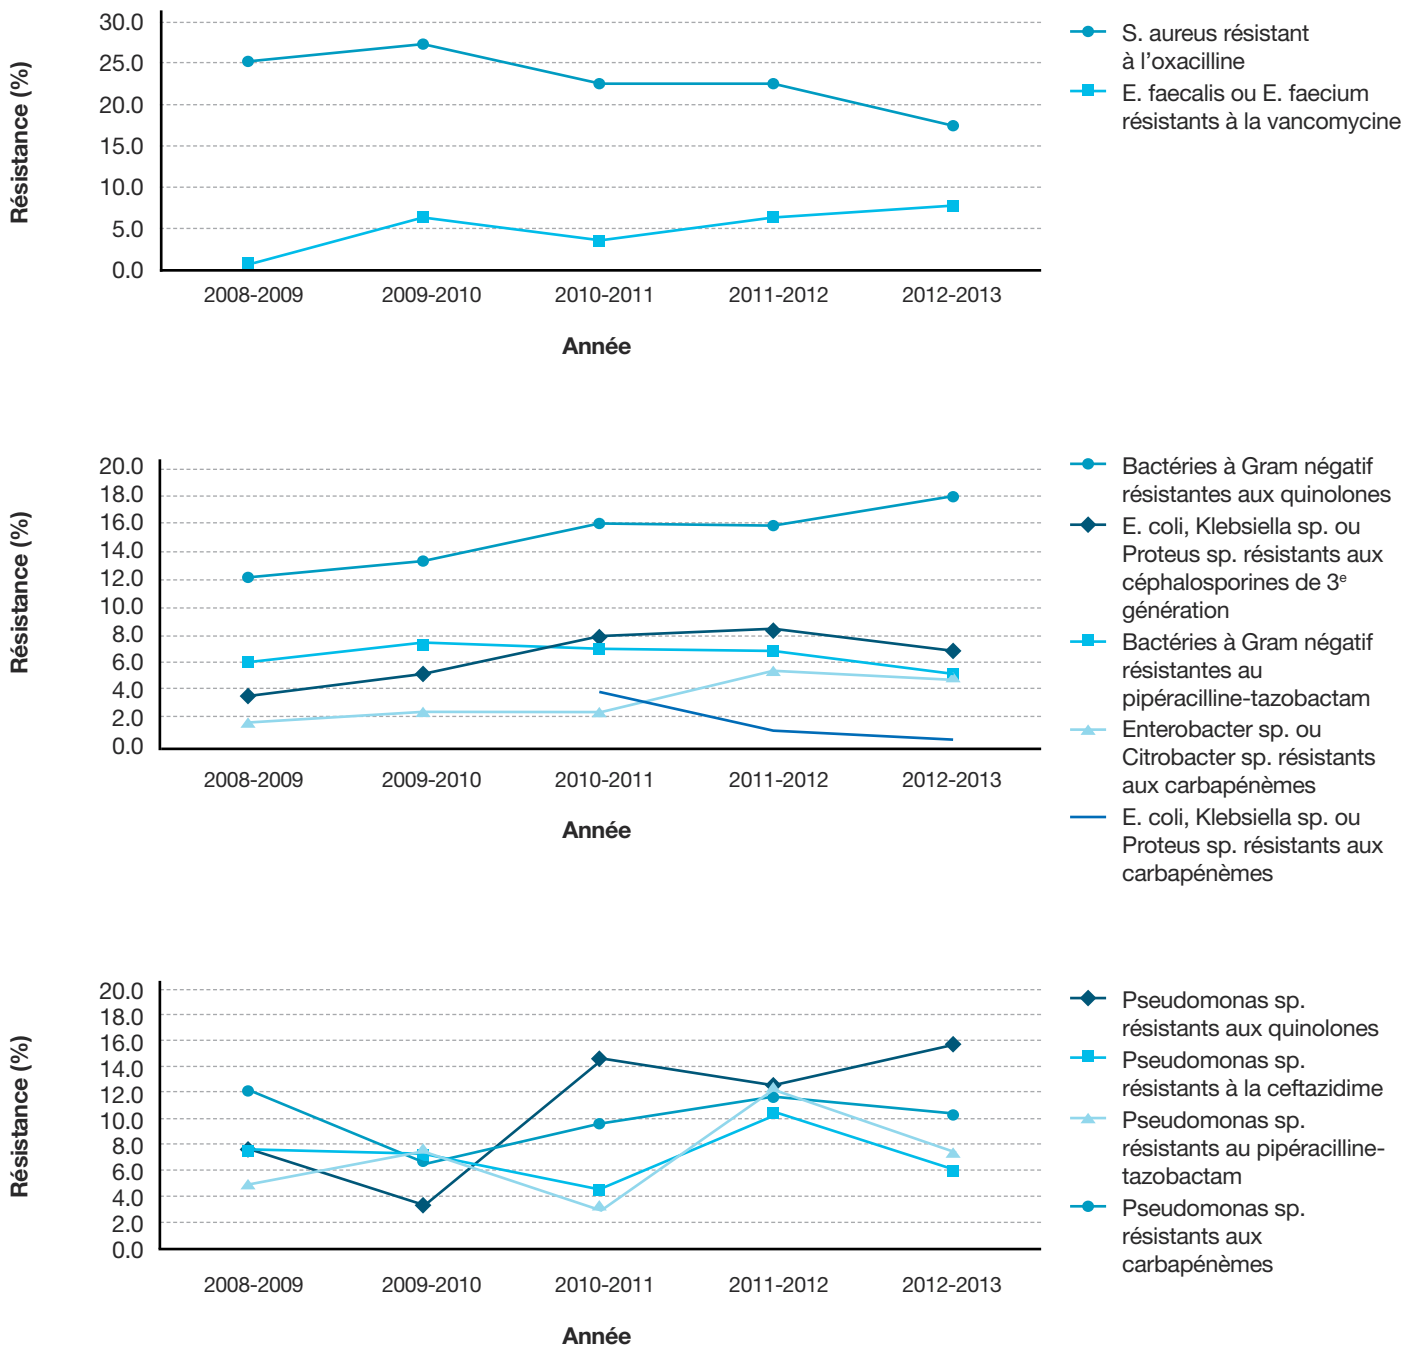 Résistance (%)
30.0
25.0
20.0
15.0
10.0
5.0
0.0
2008-2009
2009-2010
2010-2011
2011-2012
2012-2013
Année
S. aureus résistant
à l’oxacilline
E. faecalis ou E. faecium
résistants à la vancomycine
Résistance (%)
20.0
18.0
16.0
14.0
12.0
10.0
8.0
6.0
4.0
2.0
0.0
2008-2009
2009-2010
2010-2011
2011-2012
2012-2013
Année
Bactéries à Gram négatif
résistantes aux quinolones
E. coli, Klebsiella sp. ou
Proteus sp. résistants aux
céphalosporines de 3e
génération
Bactéries à Gram négatif
résistantes au
pipéracilline-tazobactam
Enterobacter sp. ou
Citrobacter sp. résistants
aux carbapénèmes
E. coli, Klebsiella sp. ou
Proteus sp. résistants aux
carbapénèmes
Résistance (%)
20.0
18.0
16.0
14.0
12.0
10.0
8.0
6.0
4.0
2.0
0.0
2008-2009
2009-2010
2010-2011
2011-2012
2012-2013
Année
Pseudomonas sp.
résistants aux quinolones
Pseudomonas sp.
résistants à la ceftazidime
Pseudomonas sp.
résistants au pipéracilline-
tazobactam
Pseudomonas sp.
résistants aux
carbapénèmes